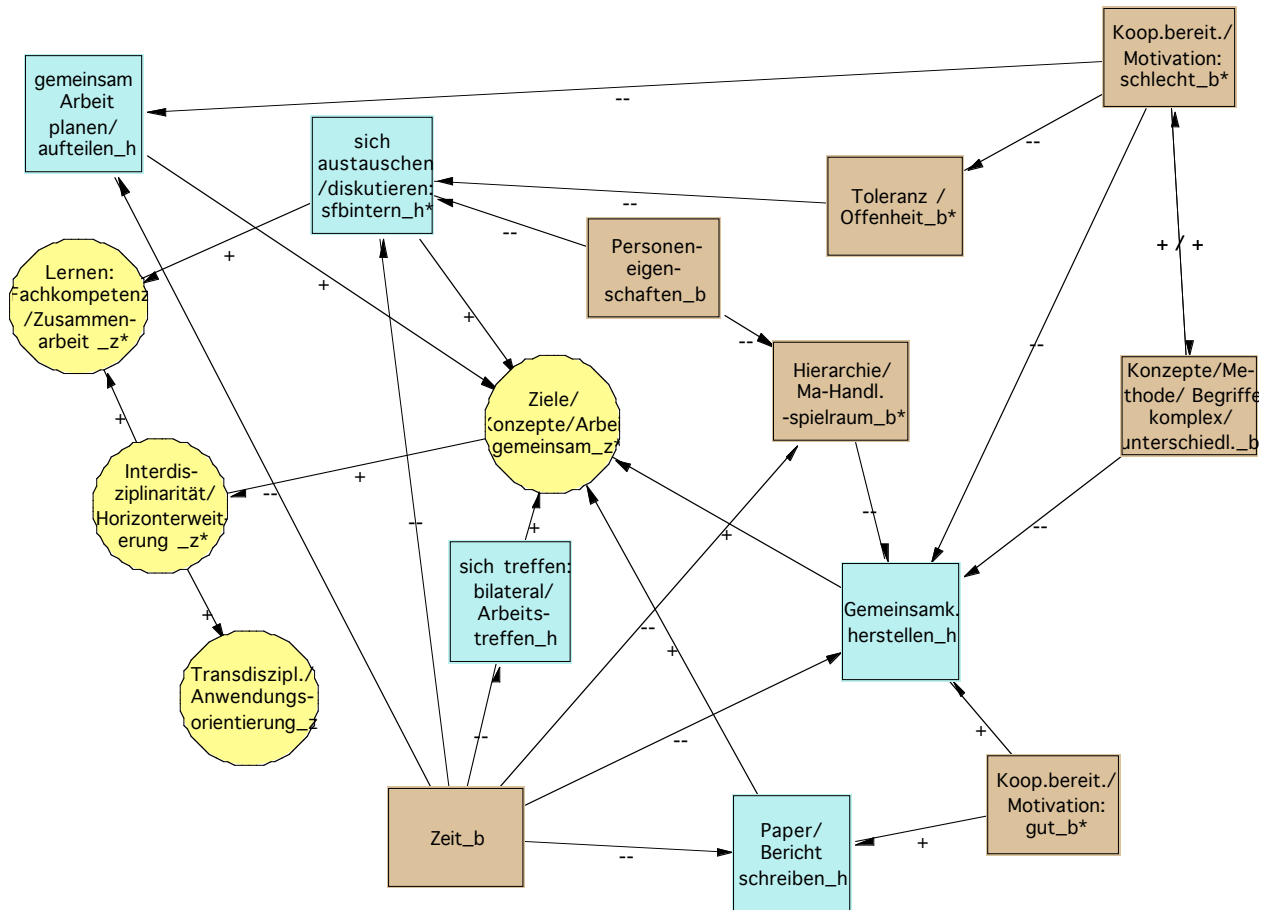 Koop.bereit./
Motivation:
schlecht_b*
gemeinsam
Arbeit
planen/
aufteilen_h
--
sich
austauschen
/diskutieren:
sfbintern_h*
--
Toleranz /
Offenheit_b*
--
--
Personen-
eigen-
schaften_b
+ / +
+
Lernen:
Fachkompetenz
/Zusammen-
arbeit _z*
+
+
--
--
Hierarchie/
Ma-Handl.
-spielraum_b*
Konzepte/Me-
thode/ Begriffe
komplex/
unterschiedl._b
Ziele/
Konzepte/Arbei
gemeinsam_z*
+
Interdis-
ziplinarität/
Horizonterweit
erung _z*
+
--
--
+
+
--
--
sich treffen:
bilateral/
Arbeits-
treffen_h
Gemeinsamk.
herstellen_h
+
--
+
Transdiszipl./
Anwendungs-
orientierung_z
--
--
+
Koop.bereit./
Motivation:
gut_b*
Zeit_b
--
Paper/
Bericht
schreiben_h
+